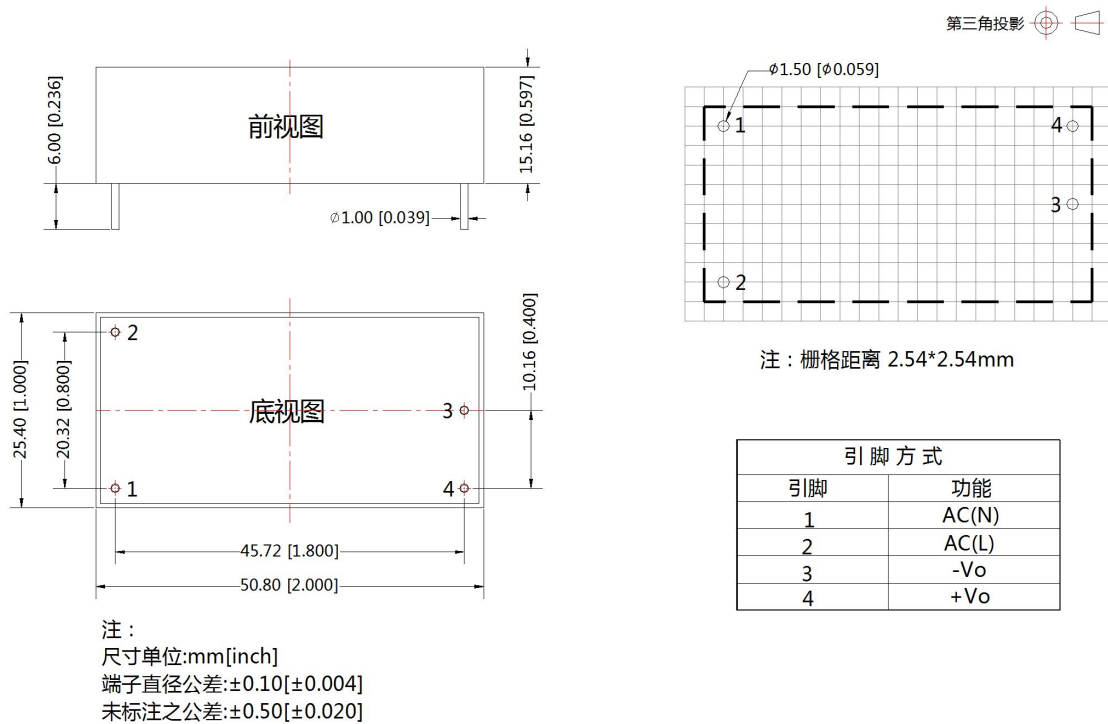 第三角投影
ϕ1.50 [ϕ0.059]
6.00 [0.236]
前视图
15.16 [0.597]
ϕ1.00 [0.039]
1
4
3
2
注：栅格距离 2.54*2.54mm
25.40 [1.000]
20.32 [0.800]
2
底视图
3
1
4
10.16 [0.400]
45.72 [1.800]
50.80 [2.000]
引脚方式
引脚 功能
1 AC(N)
2 AC(L)
3 -Vo
4 +Vo
注：
尺寸单位:mm[inch]
端子直径公差:±0.10[±0.004]
未标注之公差:±0.50[±0.020]